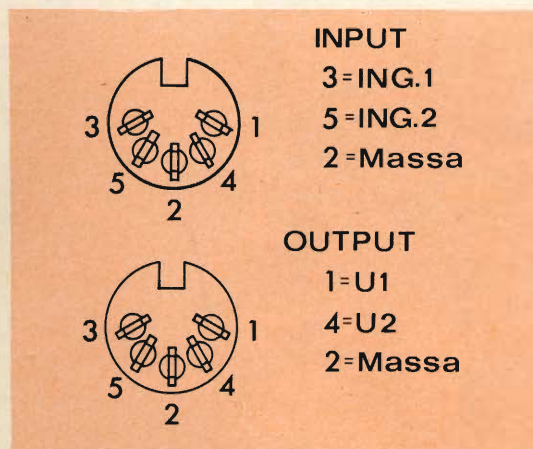 INPUT
3=ING.1
5=ING.2
2=Massa
3
1
5
4
2
OUTPUT
1=U1
4=U2
2=Massa
3
1
5
4
2